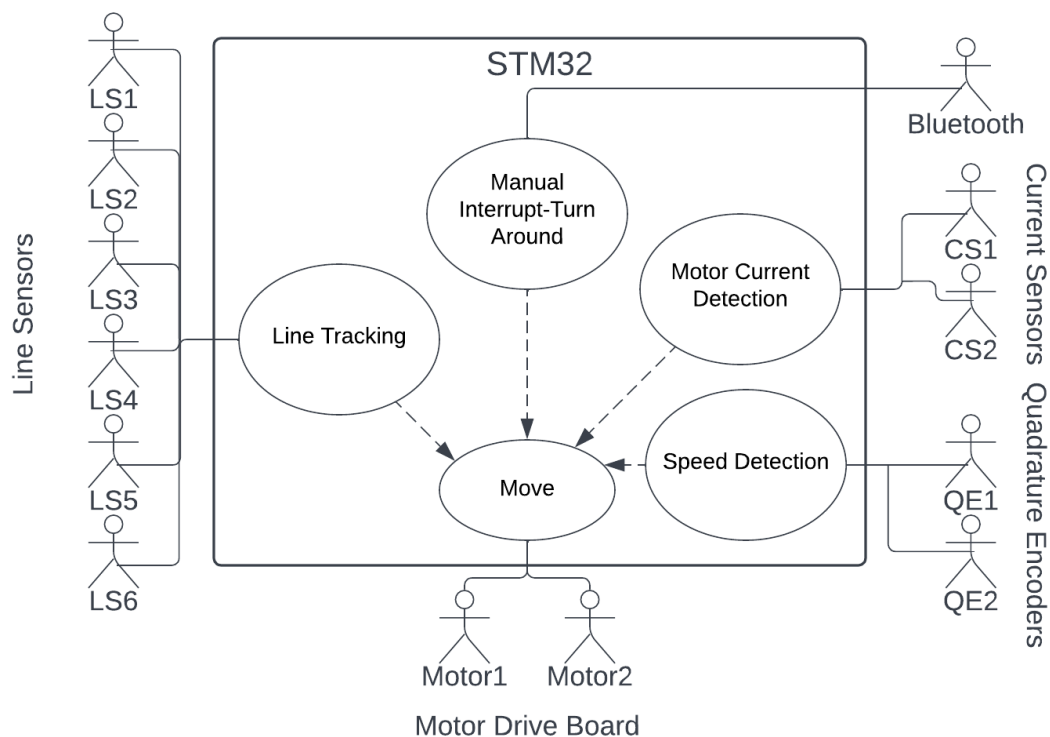 STM32
LS1
LS2
LS3
LS4
LS5
LS6
Line Sensors
Line Tracking
Manual
Interrupt-Turn
Around
Motor Current
Detection
Speed Detection
Move
Bluetooth
CS1
CS2
Current Sensors
QE1
QE2
Quadrature Encoders
Motor1
Motor2
Motor Drive Board